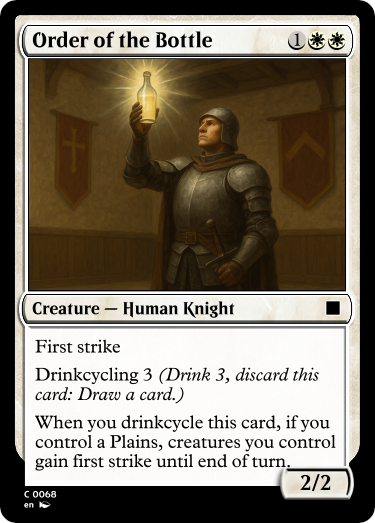 Order of the Bottle 1
Creature — Human Knight
First strike
Drinkcycling 3 (Drink 3, discard this
card: Draw a card.)
When you drinkcycle this card, if you
control a Plains, creatures you control
gain first strike until end of turn.
2/2
C 0068
en